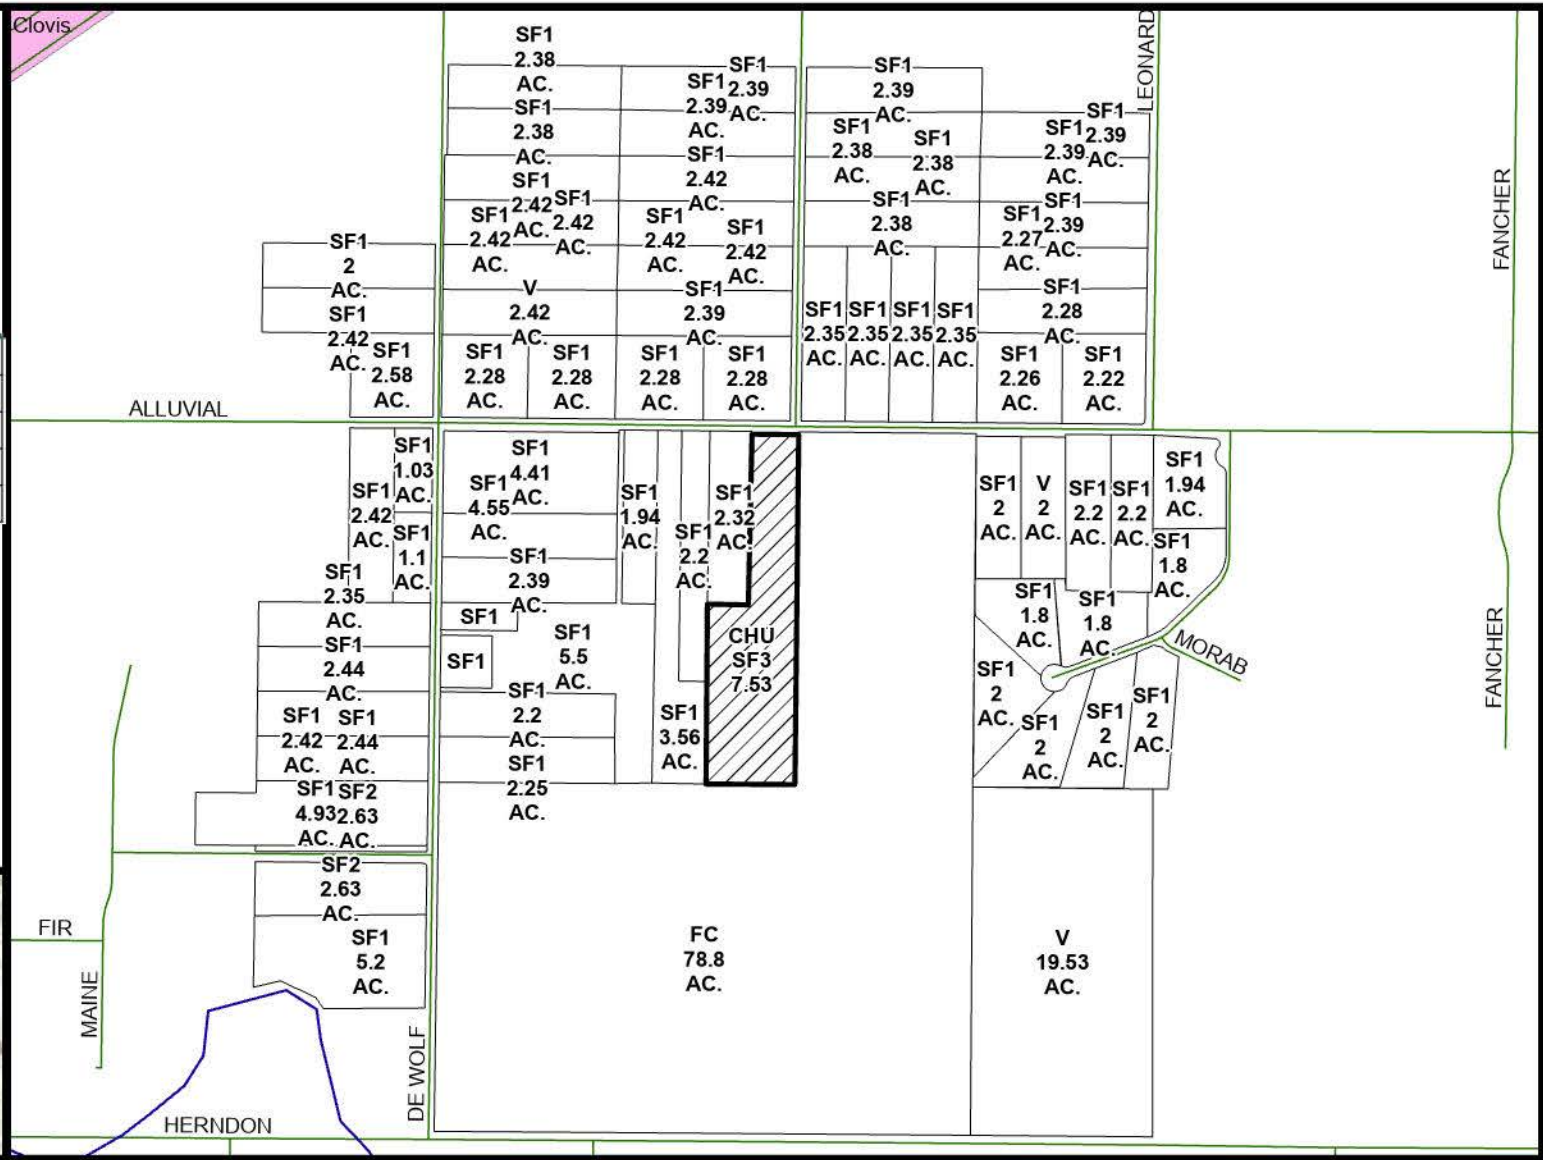 Clovis
LEONARD
SF1
2.38
AC.
SF1
2.38
AC.
SF1
2.42
AC.
SF1
2.42
AC.
SF1
2.42
AC.
V
2.42
AC.
SF1
2.28
AC.
SF1
2.28
AC.
SF1
2.39
AC.
SF1
2.39
AC.
SF1
2.42
AC.
SF1
2.42
AC.
SF1
2.42
AC.
SF1
2.39
AC.
SF1
2.28
AC.
SF1
2.28
AC.
SF1
2.39
AC.
SF1
2.38
AC.
SF1
2.38
AC.
SF1
2.38
AC.
SF1
2.35
AC.
SF1
2.35
AC.
SF1
2.35
AC.
SF1
2.35
AC.
SF1
2.39
AC.
SF1
2.39
AC.
SF1
2.27
AC.
SF1
2.39
AC.
SF1
2.28
AC.
SF1
2.26
AC.
SF1
2.22
AC.
FANCHER
SF1
2
AC.
SF1
2.42
AC.
SF1
2.58
AC.
ALLUVIAL
SF1
1.03
AC.
SF1
2.42
AC.
SF1
1.1
AC.
SF1
2.35
AC.
SF1
2.44
AC.
SF1
2.42
AC.
SF1
2.44
AC.
SF1
4.93
AC.
SF2
2.63
AC.
SF2
2.63
AC.
SF1
5.2
AC.
SF1
4.41
AC.
SF1
4.55
AC.
SF1
2.39
AC.
SF1
SF1
SF1
5.5
AC.
SF1
2.2
AC.
SF1
2.25
AC.
SF1
1.94
AC.
SF1
2.2
AC.
SF1
2.32
AC.
SF1
3.56
AC.
CHU
SF3
7.53
SF1
2
AC.
V
2
AC.
SF1
2.2
AC.
SF1
2.2
AC.
SF1
1.94
AC.
SF1
1.8
AC.
SF1
1.8
AC.
SF1
1.8
AC.
SF1
2
AC.
SF1
2
AC.
SF1
2
AC.
SF1
2
AC.
MORAB
FANCHER
FC
78.8
AC.
V
19.53
AC.
FIR
MAINE
DE WOLF
HERNDON